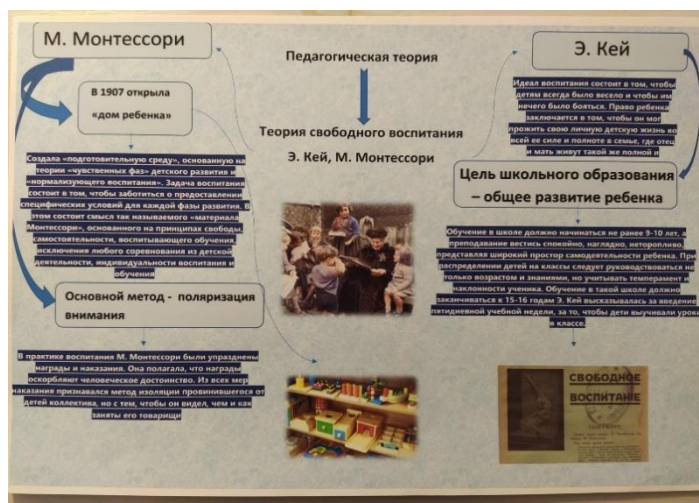 М. Монтессори
В 1907 открыла
«дом ребенка»
Создала «подготовительную среду», основанную на
теории «чувственных фаз» детского развития и
«нормализующего воспитания». Задача воспитания
состоит в том, чтобы заботиться о предоставлении
специфических условий для каждой фазы развития. В
этом состоит смысл так называемого «материала
Монтессори», основанного на принципах свободы,
самостоятельности, воспитывающего обучения,
исключения любого соревнования из детской
деятельности, индивидуальности воспитания и
обучения
Основной метод - поляризация
внимания
В практике воспитания М. Монтессори были упразднены
награды и наказания. Она полагала, что награды
оскорбляют человеческое достоинство. Из всех мер
наказания признавался метод изоляции провинившегося от
детей коллектива, но с тем, чтобы он видел, чем и как
заняты его товарищи
Педагогическая теория
Теория свободного воспитания
Э. Кей, М. Монтессори
Э. Кей
Идеал воспитания состоит в том, чтобы
детям всегда было весело и чтобы им
нечего было бояться. Право ребенка
заключается в том, чтобы он мог
прожить свою личную детскую жизнь во
всей ее силе и полноте в семье, где отец
и мать живут такой же полной и
Цель школьного образования
– общее развитие ребенка
Обучение в школе должно начинаться не ранее 9-10 лет, а
преподавание вестись спокойно, наглядно, неторопливо,
представляя широкий простор самодеятельности ребенка. При
распределении детей на классы следует руководствоваться не
только возрастом и знаниями, но учитывать темперамент и
наклонности ученика. Обучение в такой школе должно
заканчиваться к 15-16 годам Э. Кей высказывалась за введение
пятидневной учебной недели, за то, чтобы дети выучивали уроки
в классе.
СВОБОДНОЕ
ВОСПИТАНІЕ